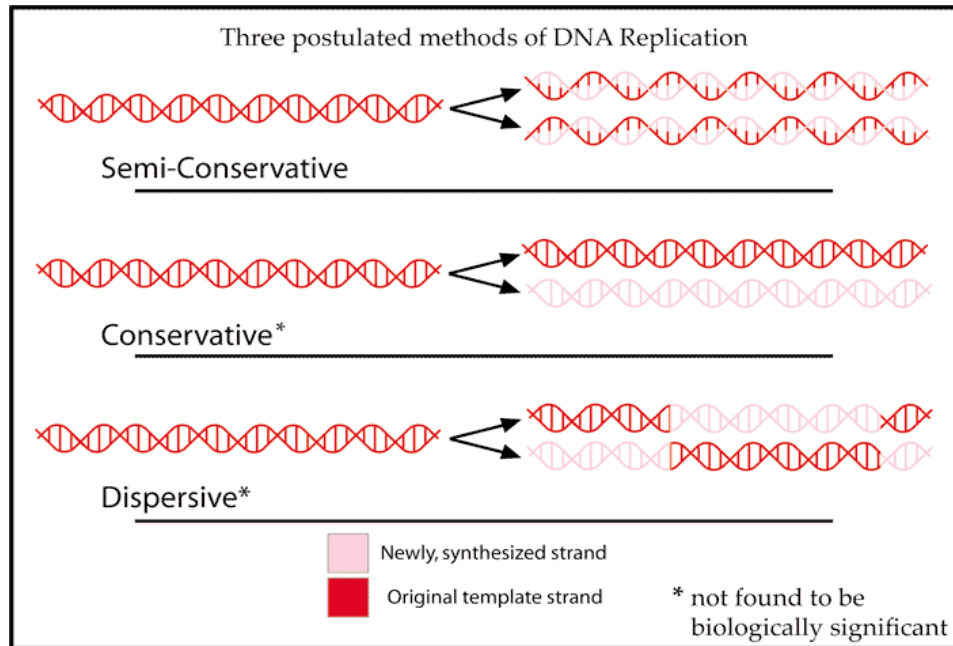 Three postulated methods of DNA Replication
Semi-Conservative
Conservative*
Dispersive*
Newly, synthesized strand
Original template strand
* not found to be
biologically significant